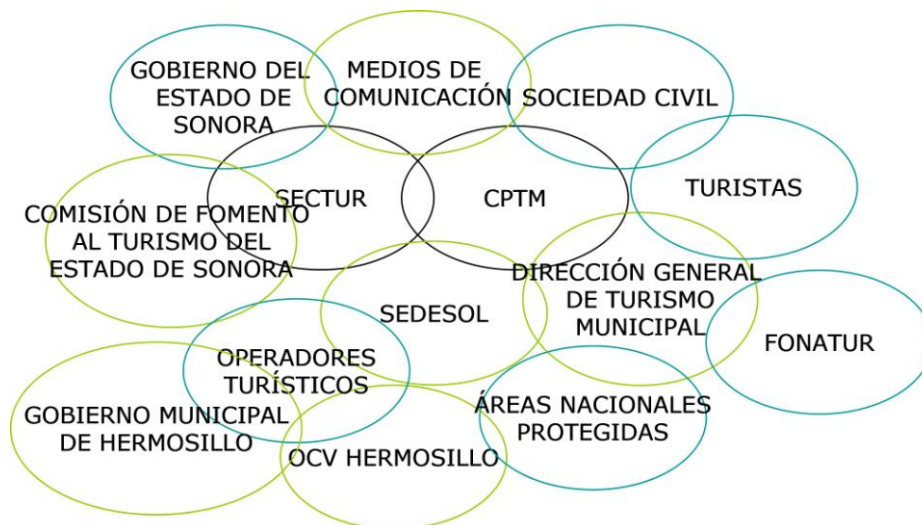 GOBIERNO DEL
ESTADO DE
SONORA
MEDIOS DE
COMUNICACIÓN
SOCIEDAD CIVIL
SECTUR
CPTM
TURISTAS
COMISIÓN DE FOMENTO
AL TURISMO DEL
ESTADO DE SONORA
SEDESOL
DIRECCIÓN GENERAL
DE TURISMO
MUNICIPAL
FONATUR
OPERADORES
TURÍSTICOS
GOBIERNO MUNICIPAL
DE HERMOSILLO
OCV HERMOSILLO
ÁREAS NACIONALES
PROTEGIDAS